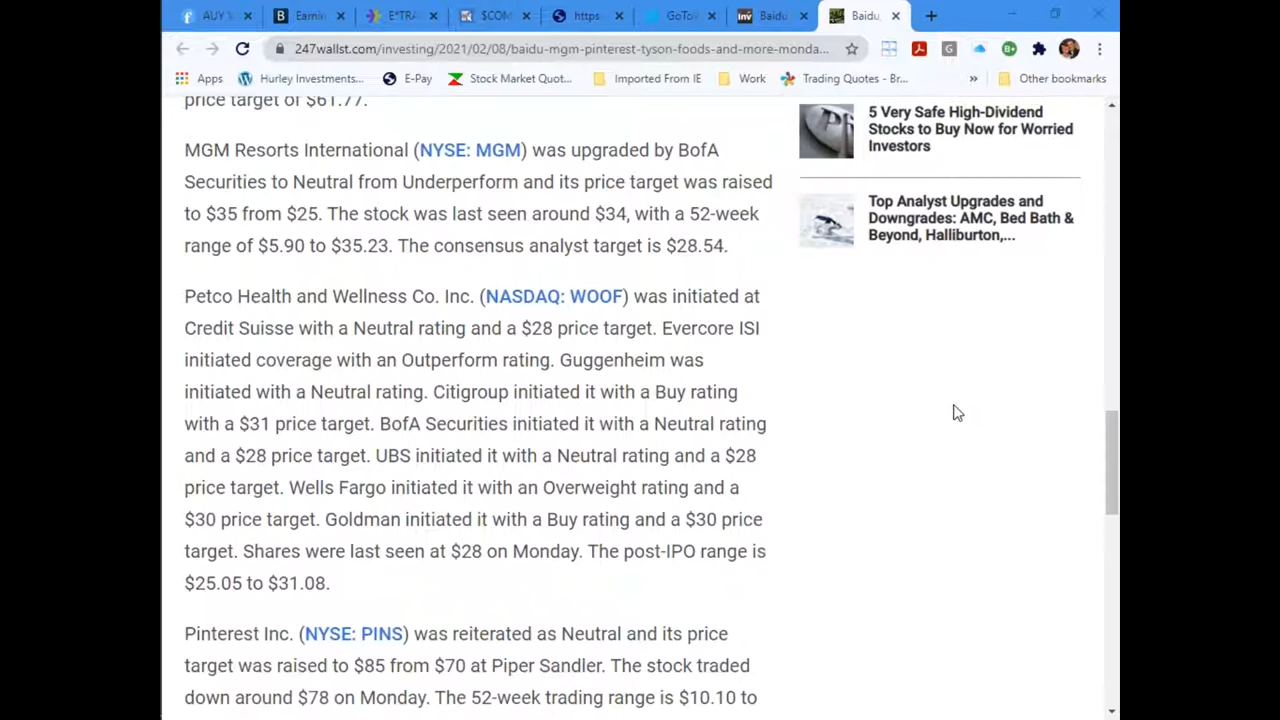 AUY
Earnin
E*TRA
$COM
https
GoToV
Baidu
Baidu,
247wallst.com/investing/2021/02/08/baidu-mgm-pinterest-tyson-foods-and-more-monda...
Apps
Hurley Investments...
E-Pay
Stock Market Quot...
Imported From IE
Work
Trading Quotes - Br...
»
Other bookmarks
price target of $61.77.
MGM Resorts International (NYSE: MGM) was upgraded by BofA
Securities to Neutral from Underperform and its price target was raised
to $35 from $25. The stock was last seen around $34, with a 52-week
range of $5.90 to $35.23. The consensus analyst target is $28.54.
Petco Health and Wellness Co. Inc. (NASDAQ: WOOF) was initiated at
Credit Suisse with a Neutral rating and a $28 price target. Evercore ISI
initiated coverage with an Outperform rating. Guggenheim was
initiated with a Neutral rating. Citigroup initiated it with a Buy rating
with a $31 price target. BofA Securities initiated it with a Neutral rating
and a $28 price target. UBS initiated it with a Neutral rating and a $28
price target. Wells Fargo initiated it with an Overweight rating and a
$30 price target. Goldman initiated it with a Buy rating and a $30 price
target. Shares were last seen at $28 on Monday. The post-IPO range is
$25.05 to $31.08.
Pinterest Inc. (NYSE: PINS) was reiterated as Neutral and its price
target was raised to $85 from $70 at Piper Sandler. The stock traded
down around $78 on Monday. The 52-week trading range is $10.10 to
5 Very Safe High-Dividend
Stocks to Buy Now for Worried
Investors
Top Analyst Upgrades and
Downgrades: AMC, Bed Bath &
Beyond, Halliburton,...